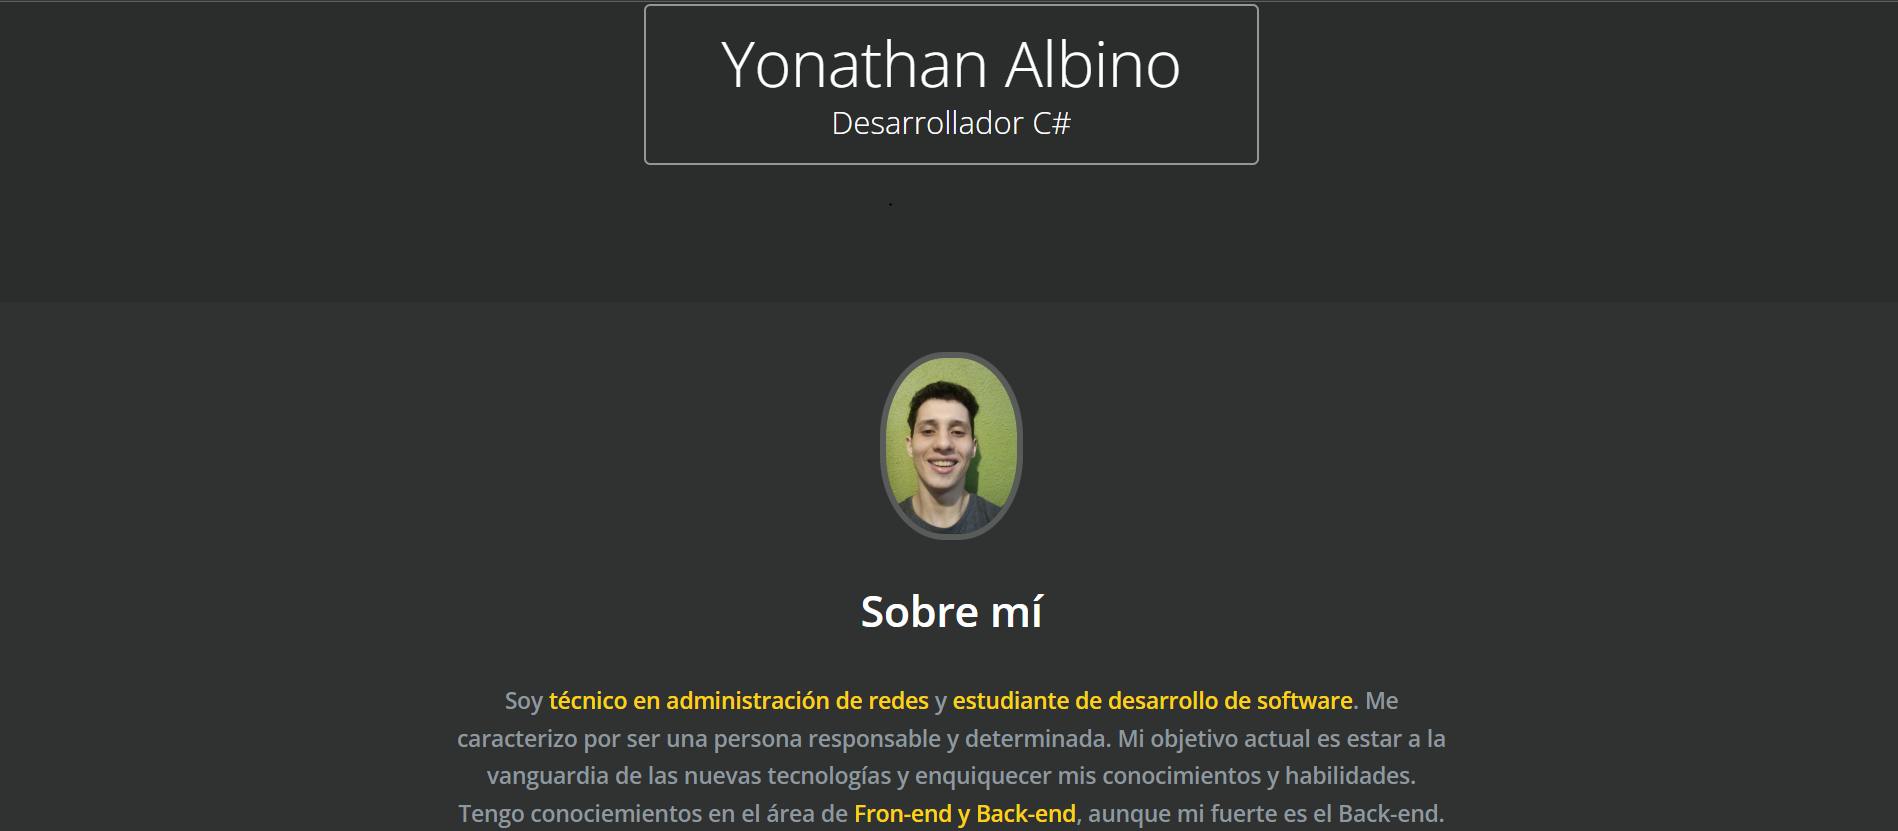 Yonathan Albino
Desarrollador C#
Sobre mí
Soy técnico en administración de redes y estudiante de desarrollo de software. Me
caracterizo por ser una persona responsable y determinada. Mi objetivo actual es estar a la
vanguardia de las nuevas tecnologías y enquiquecer mis conocimientos y habilidades.
Tengo conociemientos en el área de Fron-end y Back-end, aunque mi fuerte es el Back-end.